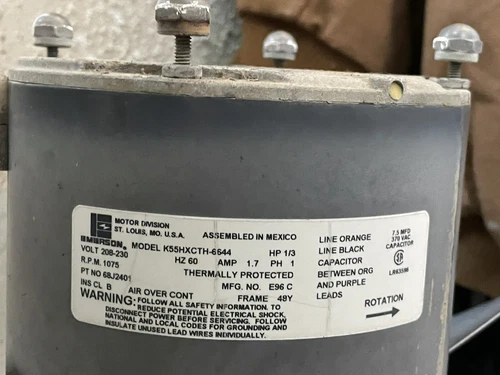 MOTOR DIVISION
ST. LOUIS, MO. U.S.A.
ASSEMBLED IN MEXICO
EMERSON
MODEL K55HXCTH-6644 HP 1/3
VOLT 208-230 HZ 60 AMP 1.7 PH 1
R.P.M. 1075 THERMALLY PROTECTED
PT NO 68J2401 MFG. NO. E96 C
INS CL B AIR OVER CONT FRAME 48Y
WARNING: FOLLOW ALL SAFETY INFORMATION. TO
REDUCE POTENTIAL ELECTRICAL SHOCK,
DISCONNECT POWER BEFORE SERVICING. FOLLOW
NATIONAL AND LOCAL CODES FOR GROUNDING AND
INSULATE UNUSED LEAD WIRES INDIVIDUALLY.
LINE ORANGE
LINE BLACK
CAPACITOR
BETWEEN ORG
AND PURPLE
LEADS
7.5 MFD
370 VAC
CAPACITOR
ROTATION